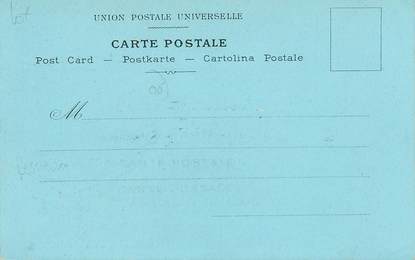 UNION POSTALE UNIVERSELLE
CARTE POSTALE
Post Card — Postkarte — Cartolina Postale
M